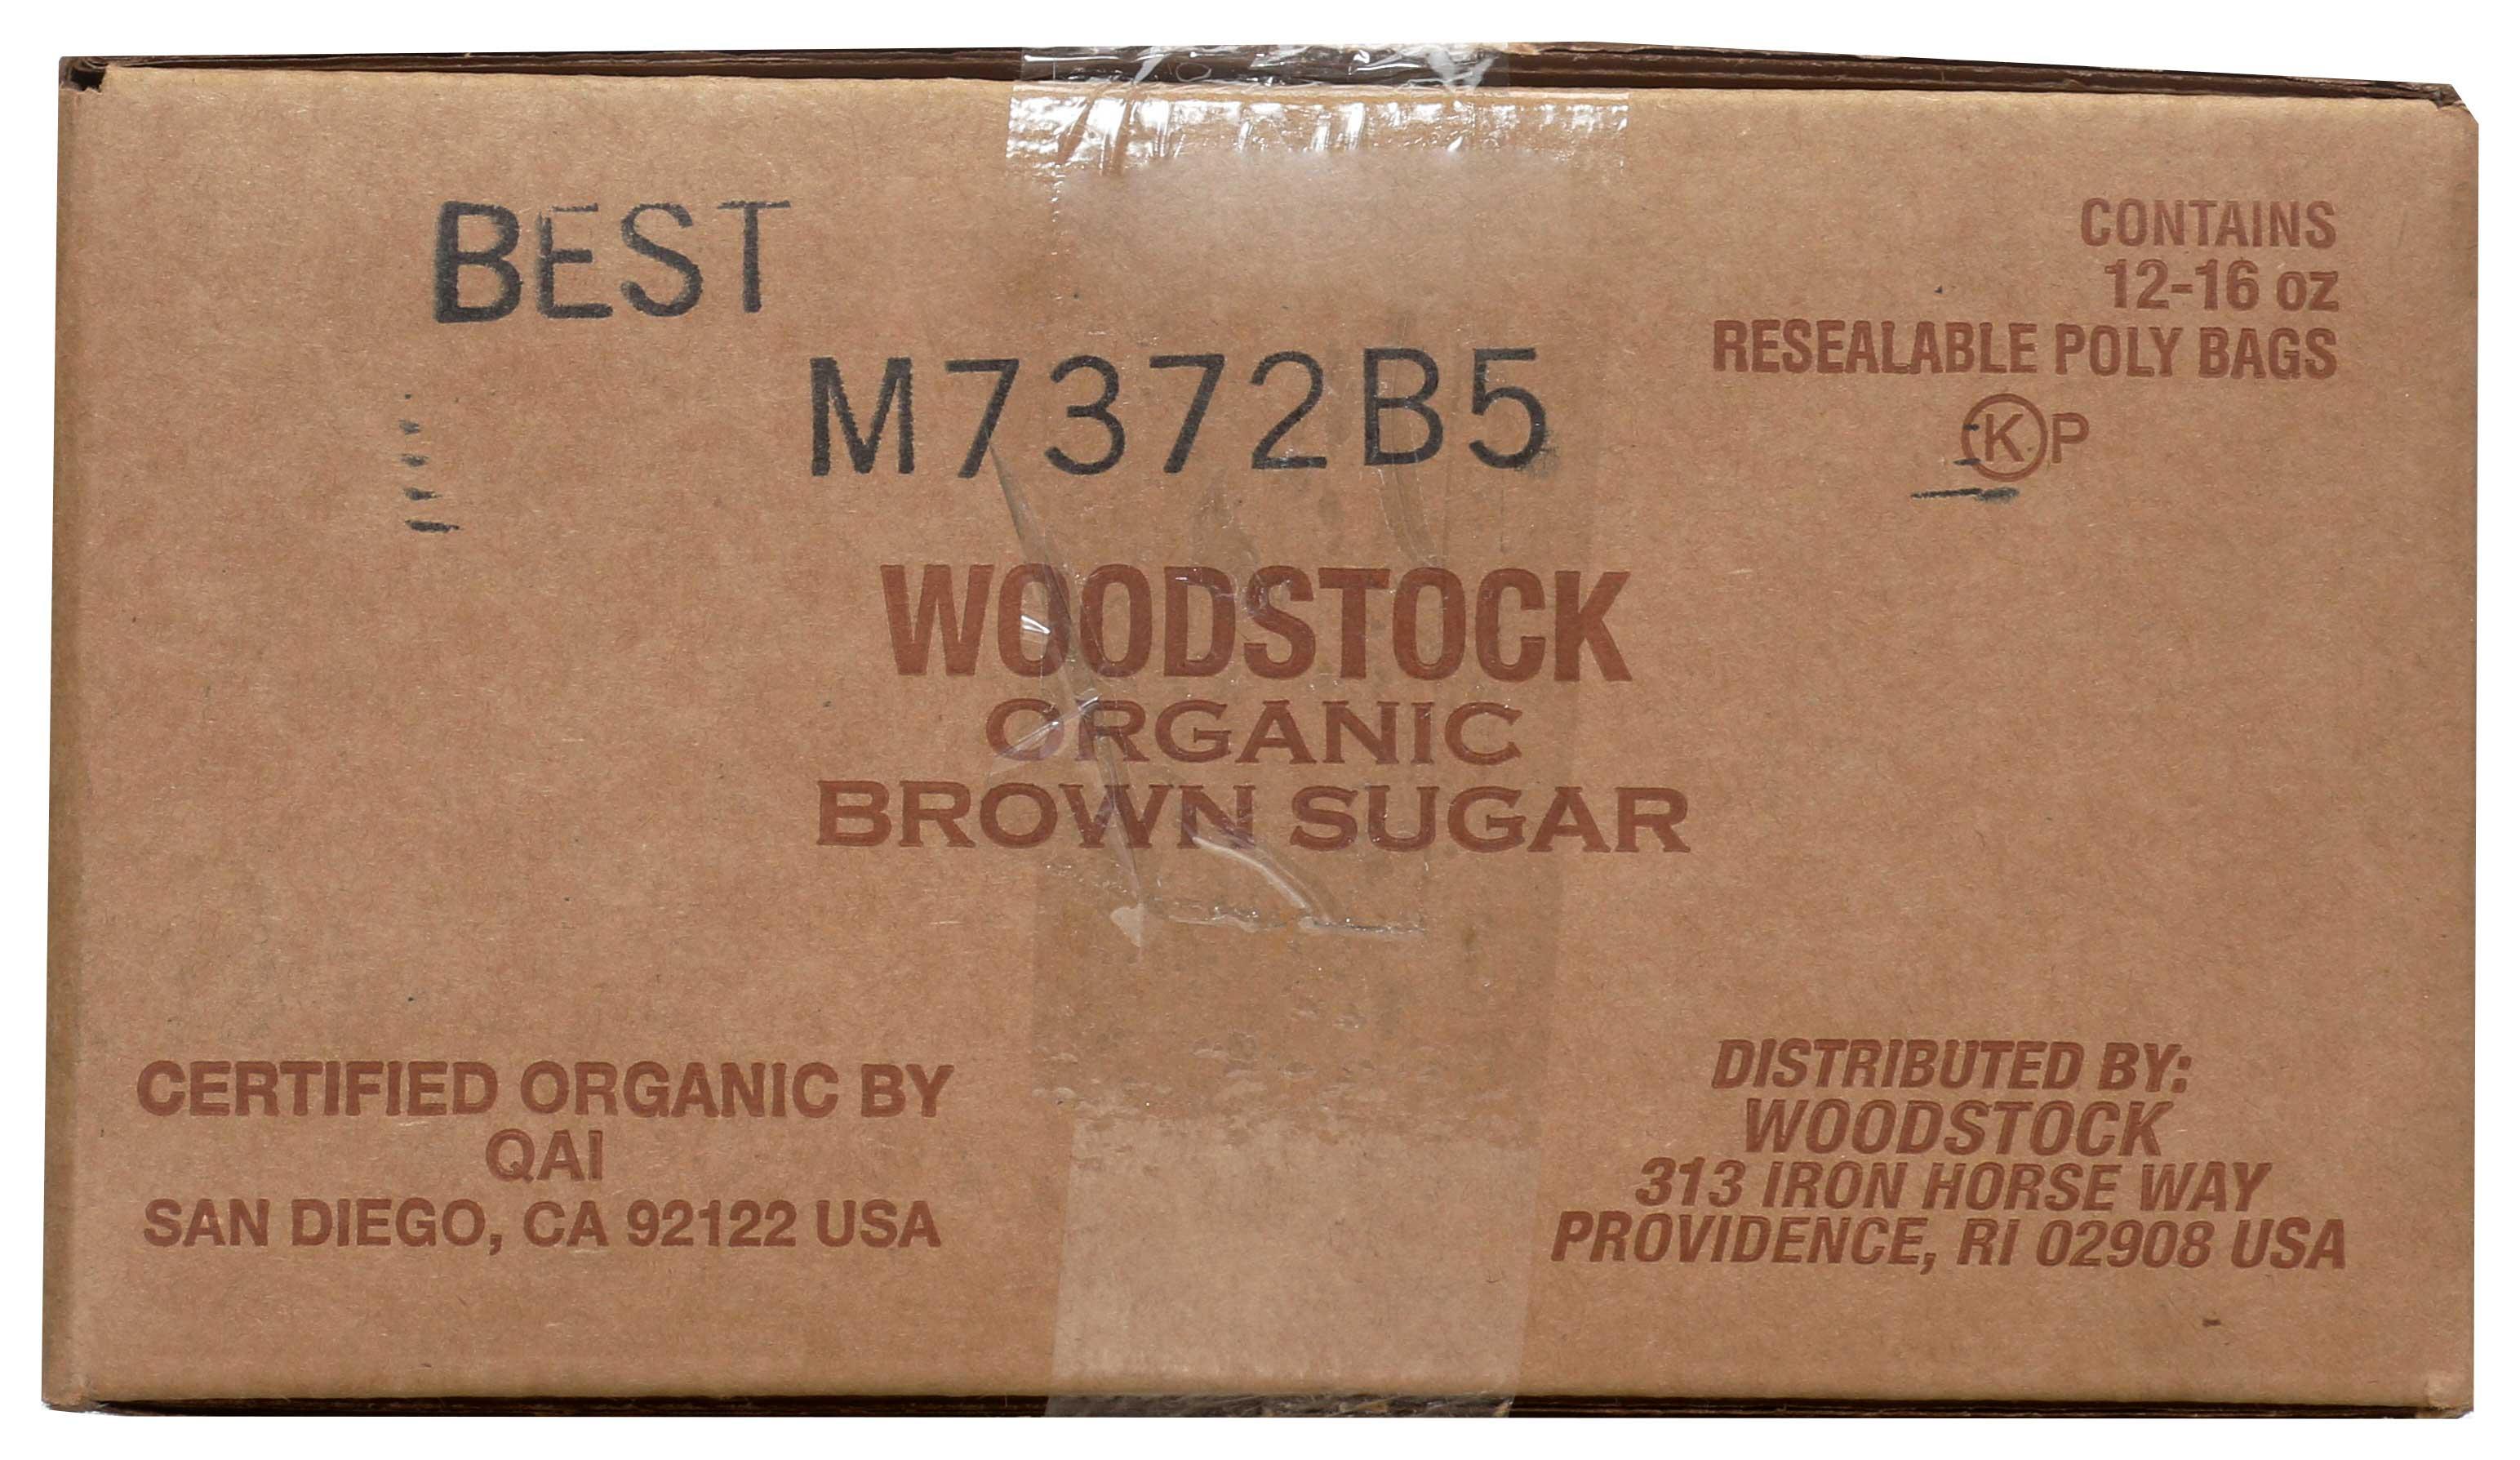 BEST
M7372B5
CONTAINS
12-16 oz
RESEALABLE POLY BAGS
K P
WOODSTOCK
ORGANIC
BROWN SUGAR
CERTIFIED ORGANIC BY
QAI
SAN DIEGO, CA 92122 USA
DISTRIBUTED BY:
WOODSTOCK
313 IRON HORSE WAY
PROVIDENCE, RI 02908 USA